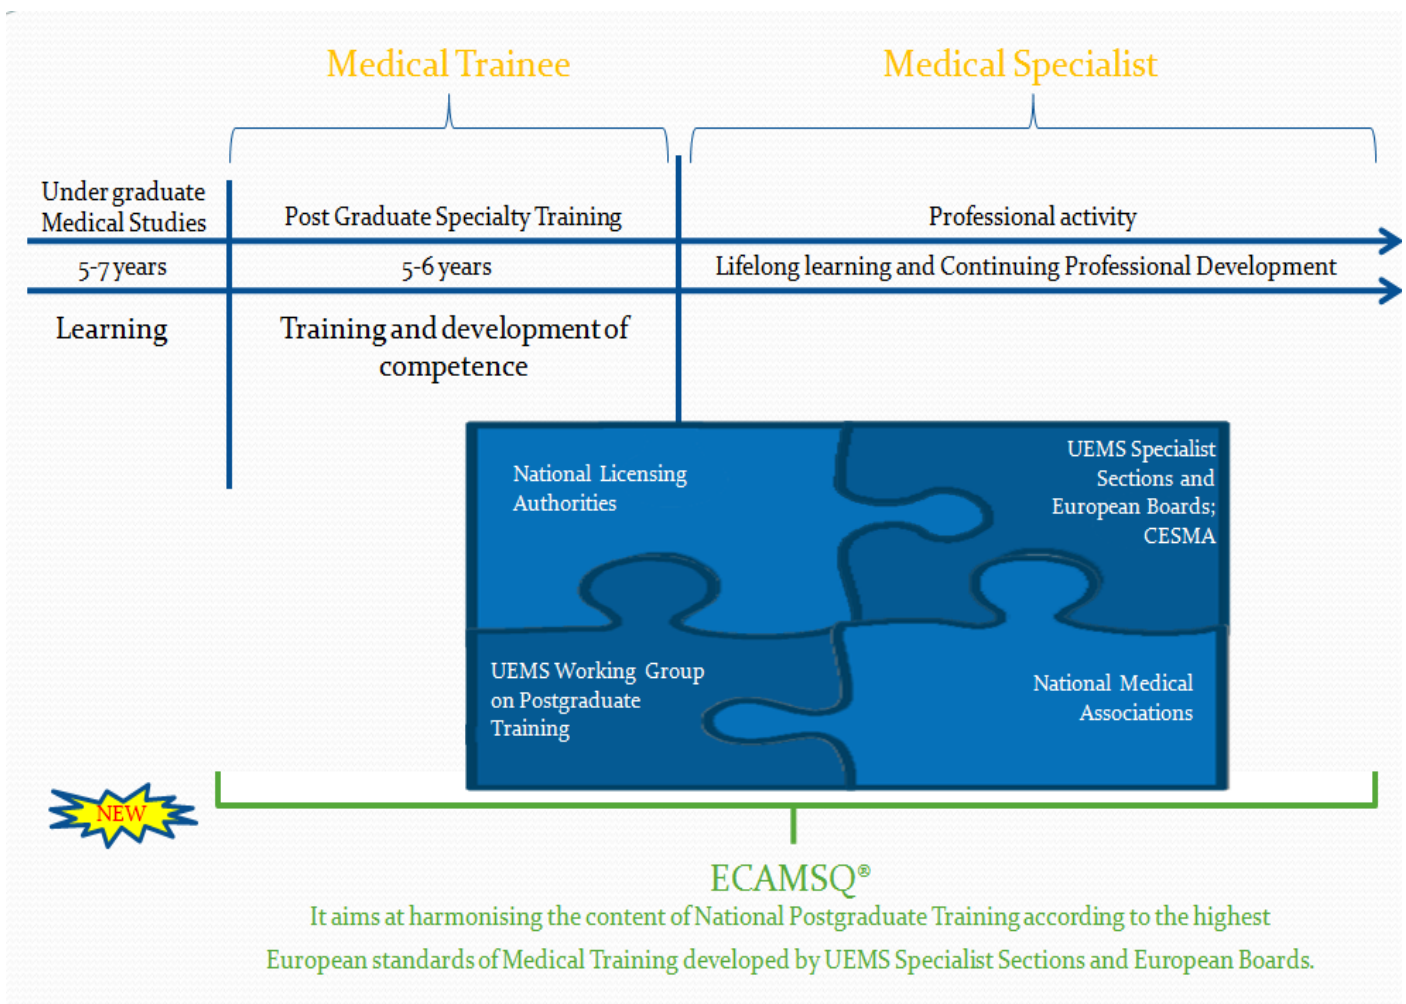 Medical Trainee
Medical Specialist
Under graduate
Medical Studies
Post Graduate Specialty Training
Professional activity
5-7 years
5-6 years
Lifelong learning and Continuing Professional Development
Learning
Training and development of
competence
National Licensing
Authorities
UEMS Specialist
Sections and
European Boards;
CESMA
UEMS Working Group
on Postgraduate
Training
National Medical
Associations
NEW
ECAMSQ®
It aims at harmonising the content of National Postgraduate Training according to the highest
European standards of Medical Training developed by UEMS Specialist Sections and European Boards.